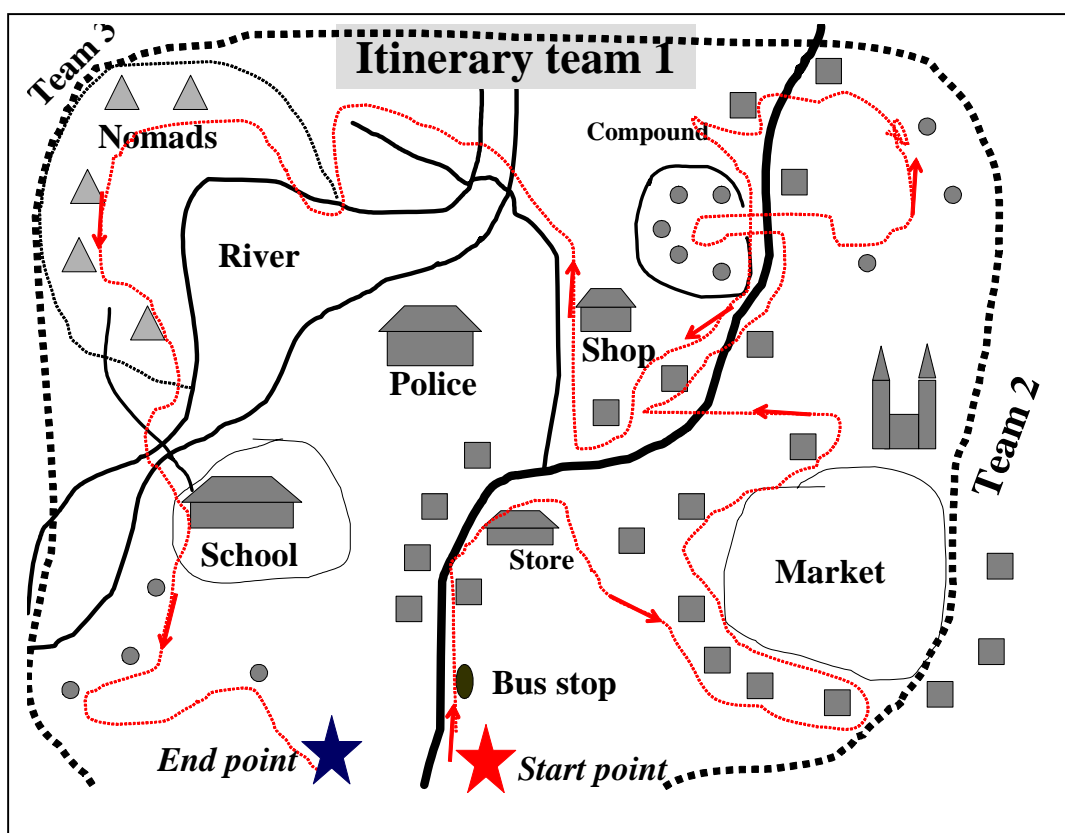 Itinerary team 1
Team 3
Nomads
Compound
River
Shop
Police
Team 2
School
Store
Market
Bus stop
End point
Start point